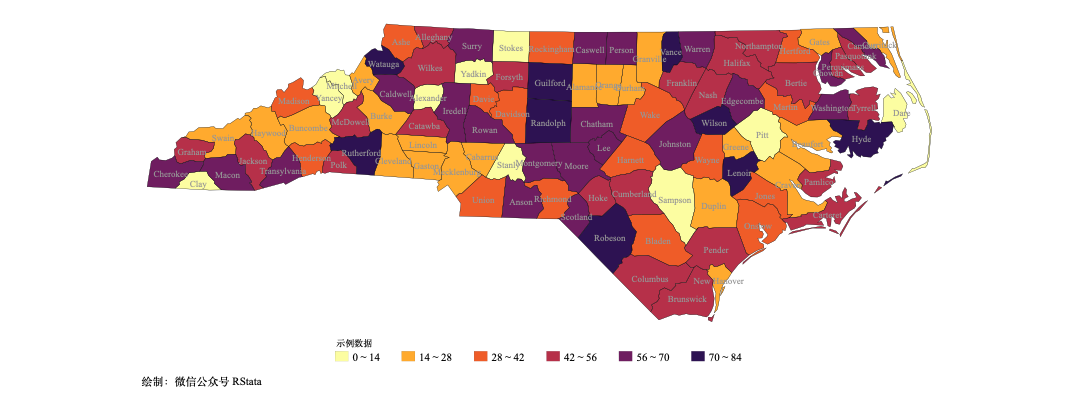 Alleghany
Ashe
Surry
Stokes
Rockingham
Caswell
Person
Granville
Vance
Warren
Northampton
Hertford
Gates
Watauga
Wilkes
Yadkin
Forsyth
Guilford
Halifax
Bertie
Perquimans
Pasquotank
Chowan
Mitchell
Avery
Yancey
Madison
Caldwell
Alexander
Iredell
Davidson
Randolph
Alamance
Orange
Durham
Franklin
Nash
Edgecombe
Martin
Washington
Tyrrell
Dare
Buncombe
McDowell
Burke
Catawba
Rowan
Chatham
Wake
Wilson
Pitt
Hyde
Swain
Haywood
Rutherford
Lincoln
Lee
Johnston
Greene
Beaufort
Graham
Jackson
Henderson
Polk
Cleveland
Gaston
Cabarrus
Mecklenburg
Stanly
Montgomery
Moore
Harnett
Wayne
Lenoir
Craven
Pamlico
Cherokee
Clay
Macon
Transylvania
Union
Anson
Richmond
Scotland
Hoke
Cumberland
Sampson
Duplin
Jones
Carteret
Robeson
Bladen
Onslow
Pender
Columbus
New Hanover
Brunswick
示例数据
0 ~ 14
14 ~ 28
28 ~ 42
42 ~ 56
56 ~ 70
70 ~ 84
绘制：微信公众号 RStata